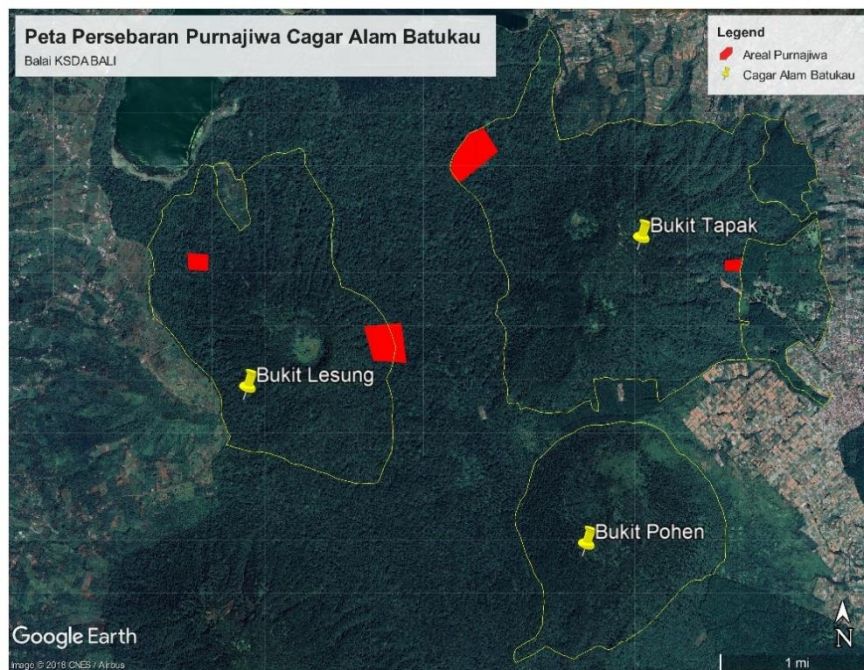 Peta Persebaran Purnajiwa Cagar Alam Batukau
Balai KSDA BALI
Legend
Areal Purnajiwa
Cagar Alam Batukau
Bukit Tapak
Bukit Lesung
Bukit Pohen
Google Earth
Image © 2018 CNES / Airbus
N
1 mi